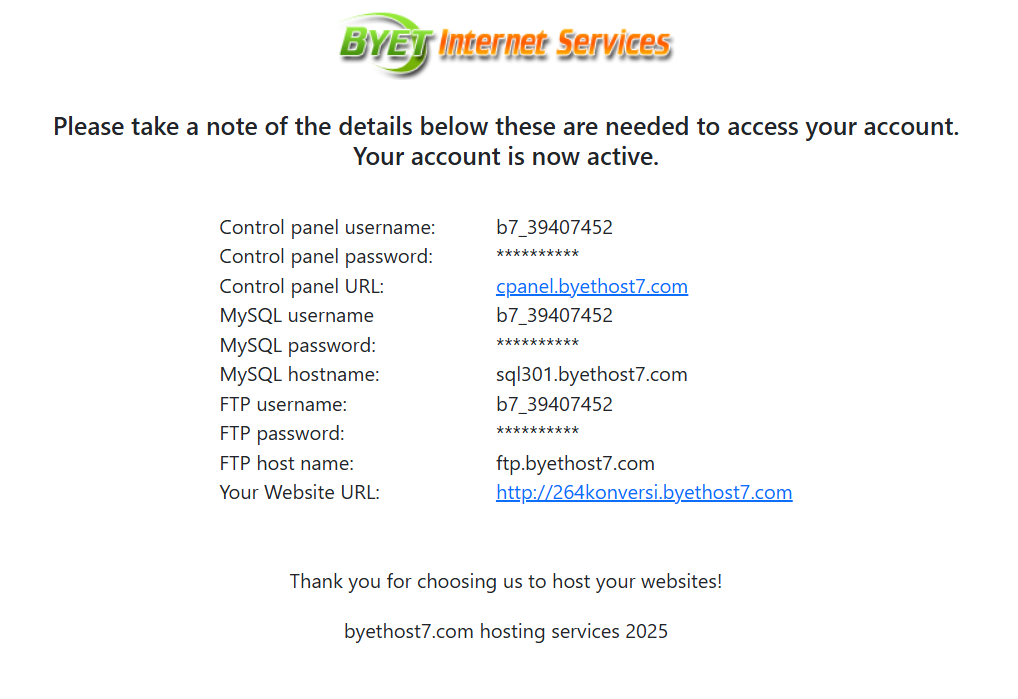 BYET Internet Services
Please take a note of the details below these are needed to access your account.
Your account is now active.
Control panel username: b7_39407452
Control panel password: **********
Control panel URL: cpanel.byethost7.com
MySQL username b7_39407452
MySQL password: **********
MySQL hostname: sql301.byethost7.com
FTP username: b7_39407452
FTP password: **********
FTP host name: ftp.byethost7.com
Your Website URL: http://264konversi.byethost7.com
Thank you for choosing us to host your websites!
byethost7.com hosting services 2025